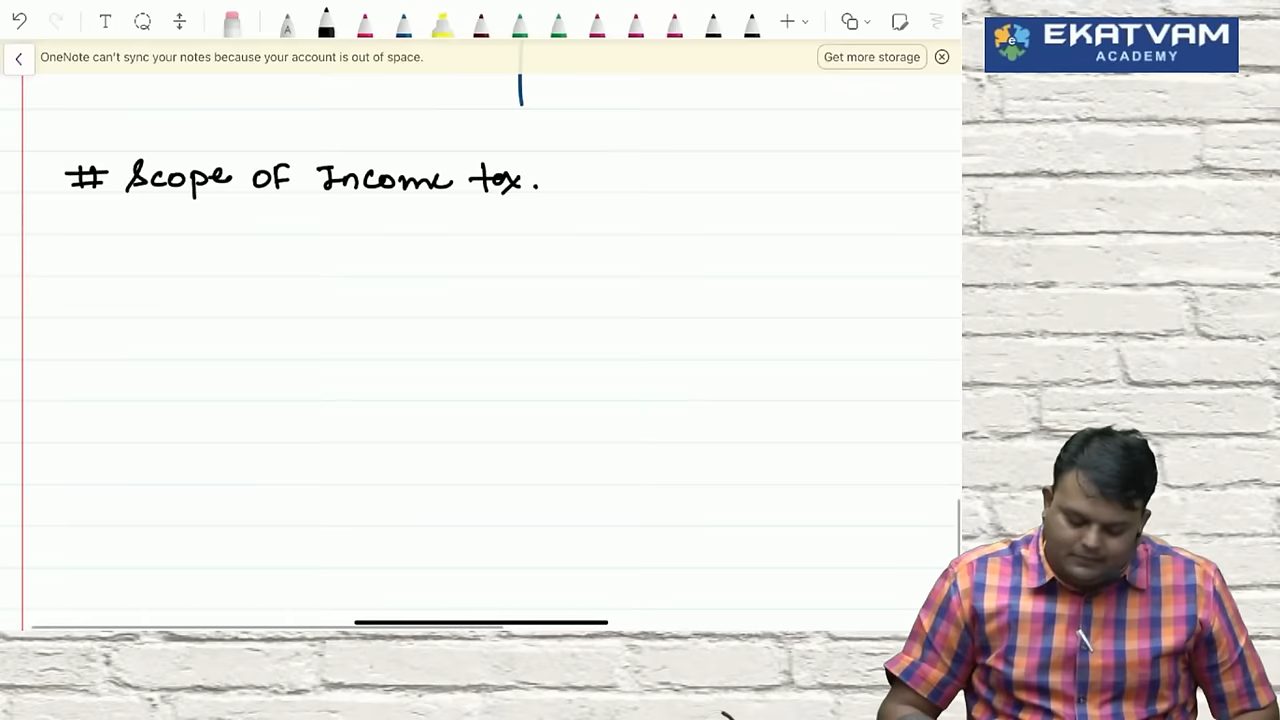 EKATVAM
ACADEMY
OneNote can't sync your notes because your account is out of space.
Get more storage
# Scope of Income tax.